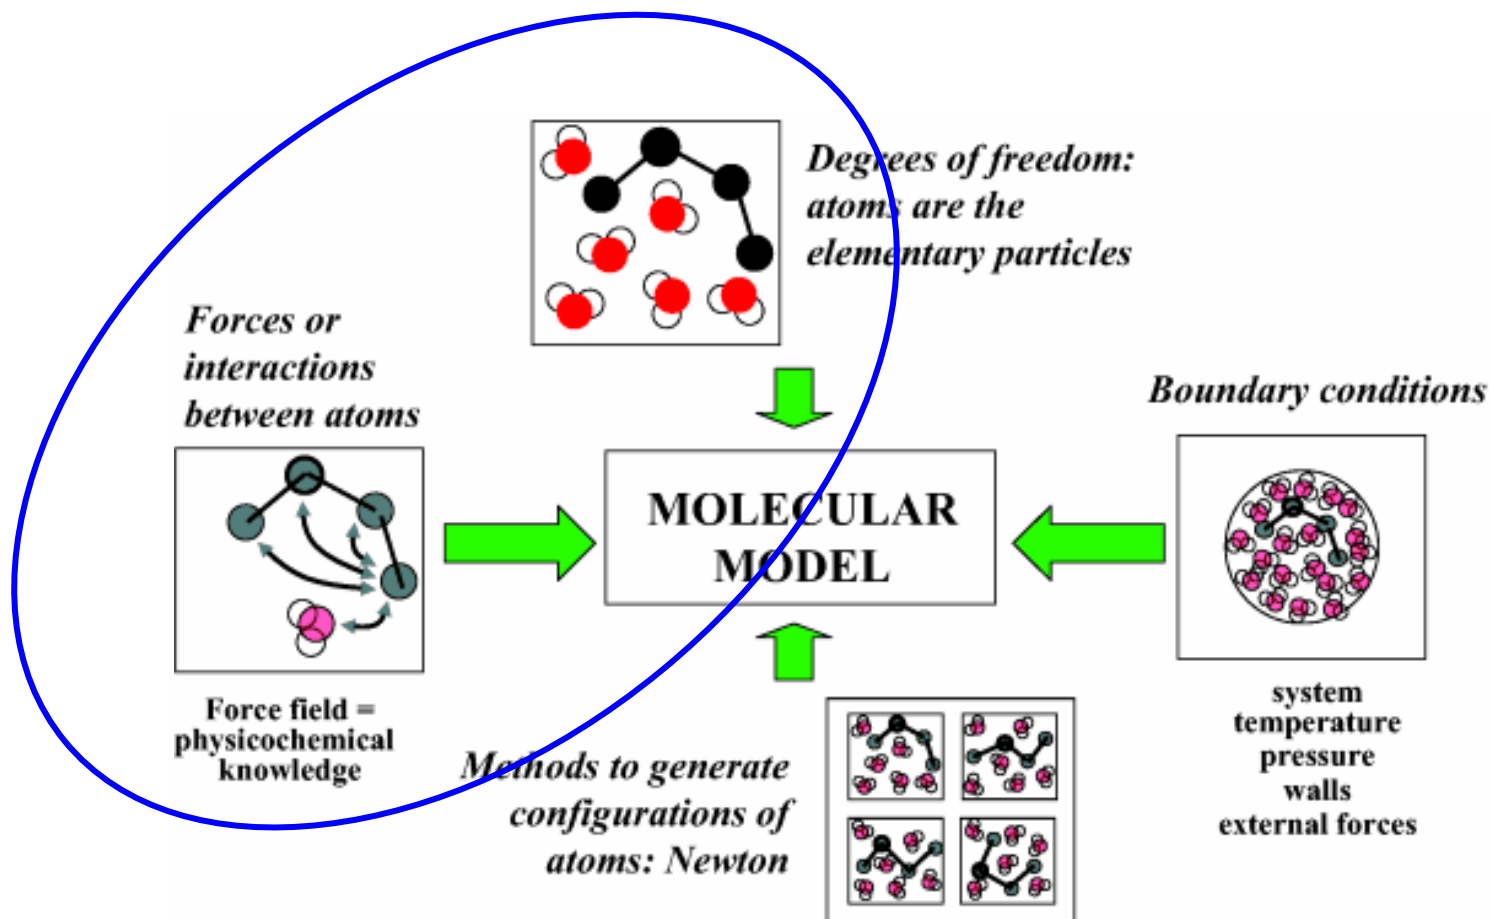 Degrees of freedom:
atoms are the
elementary particles
Forces or
interactions
between atoms
Boundary conditions
MOLECULAR
MODEL
Force field =
physicochemical
knowledge
system
temperature
pressure
walls
external forces
Methods to generate
configurations of
atoms: Newton